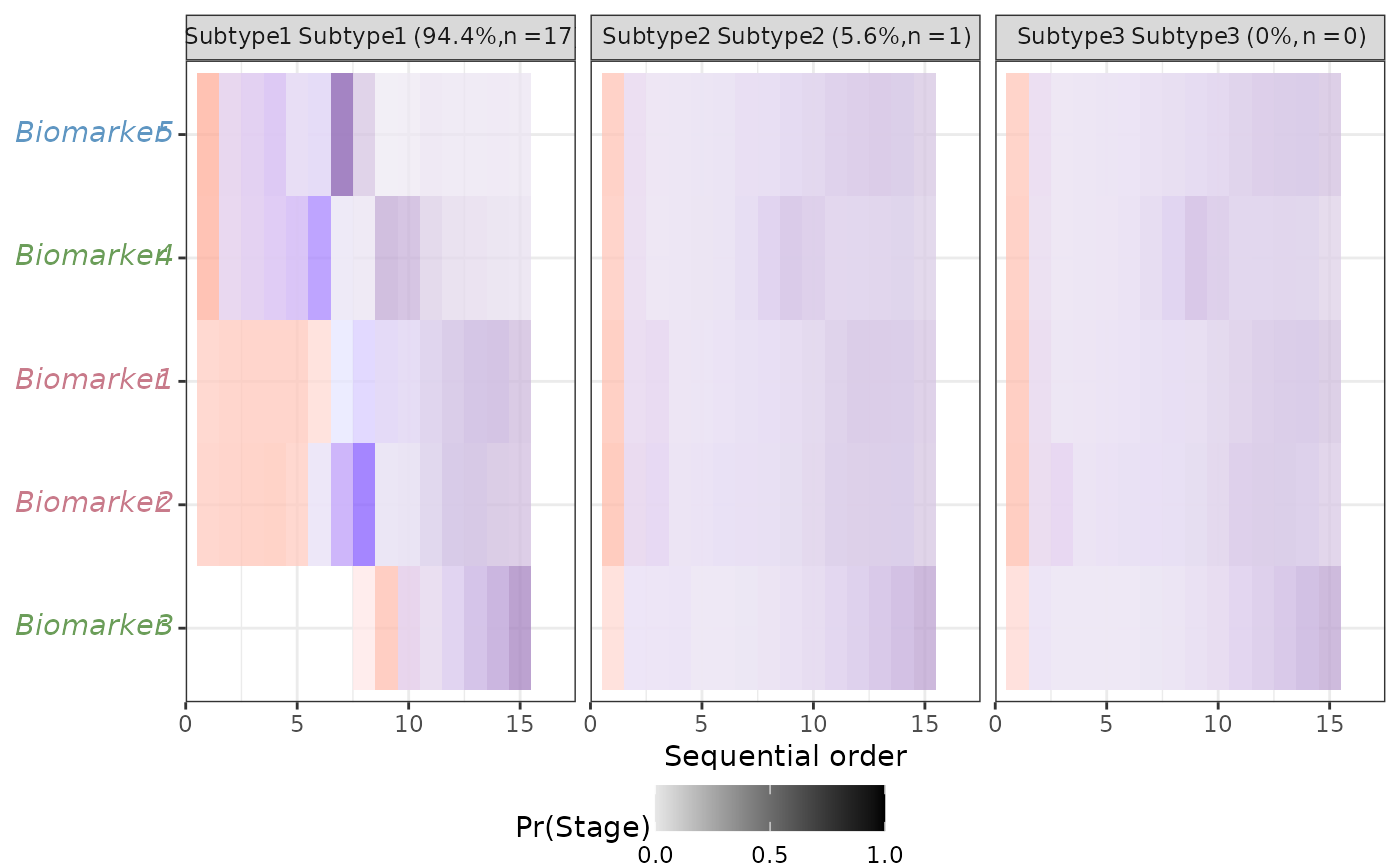 Subtype1 Subtype1 (94.4%,n =17
Subtype2 Subtype2 (5.6%,n =1)
Subtype3 Subtype3 (0%, n =0)
Biomarker5
Biomarker4
Biomarker1
Biomarker2
Biomarker3
0 5 10 15 0 5 10 15 0 5 10 15
Sequential order
Pr(Stage)
0.0 0.5 1.0